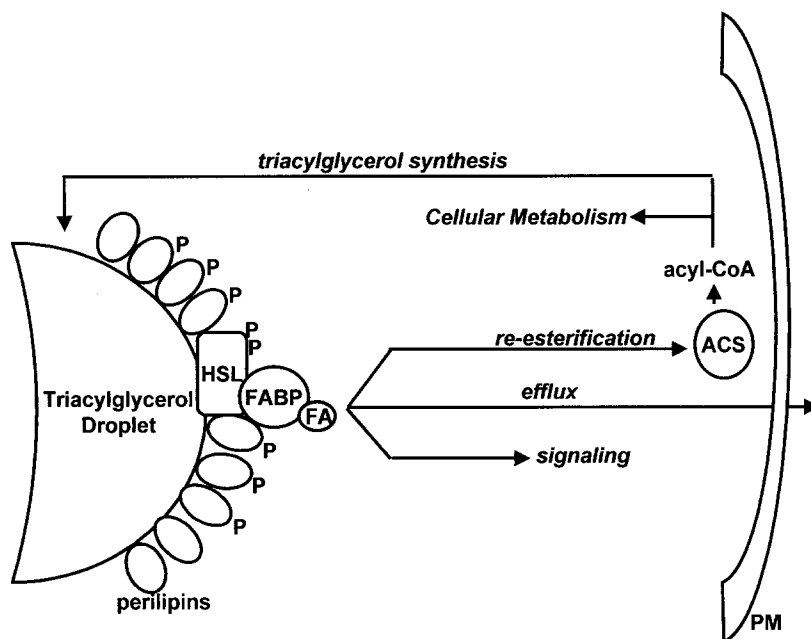 triacylglycerol synthesis
Cellular Metabolism
P
P
P
acyl-CoA
P
P
re-esterification
ACS
HSL
Triacylglycerol
Droplet
FABP
FA
efflux
P
P
signaling
P
perilipins
PM